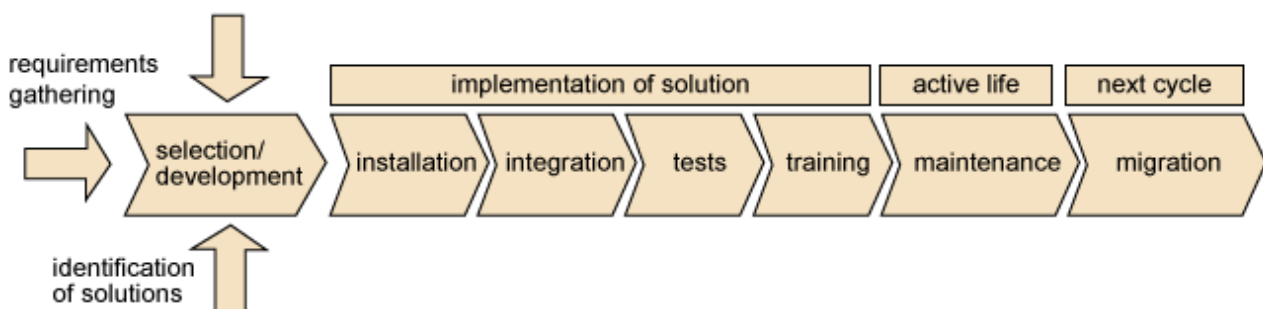 requirements
gathering
implementation of solution
active life
next cycle
selection/
development
installation
integration
tests
training
maintenance
migration
identification
of solutions